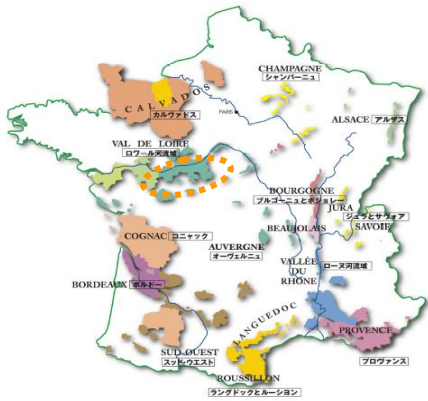 CHAMPAGNE
シャンパーニュ
CALVADOS
カルヴァドス
PARIS
ALSACE アルザス
VAL DE LOIRE
ロワール河流域
BOURGOGNE
ブルゴーニュとボジョレー
JURA
ジュラとサヴォア
SAVOIE
BEAUJOLAIS
COGNAC コニャック
AUVERGNE
オーヴェルニュ
VALLÉE
DU
RHÔNE
ローヌ河流域
BORDEAUX ボルドー
LANGUEDOC
PROVENCE
プロヴァンス
SUD-OUEST
スッド・ウエスト
ROUSSILLON
ラングドックとルーション